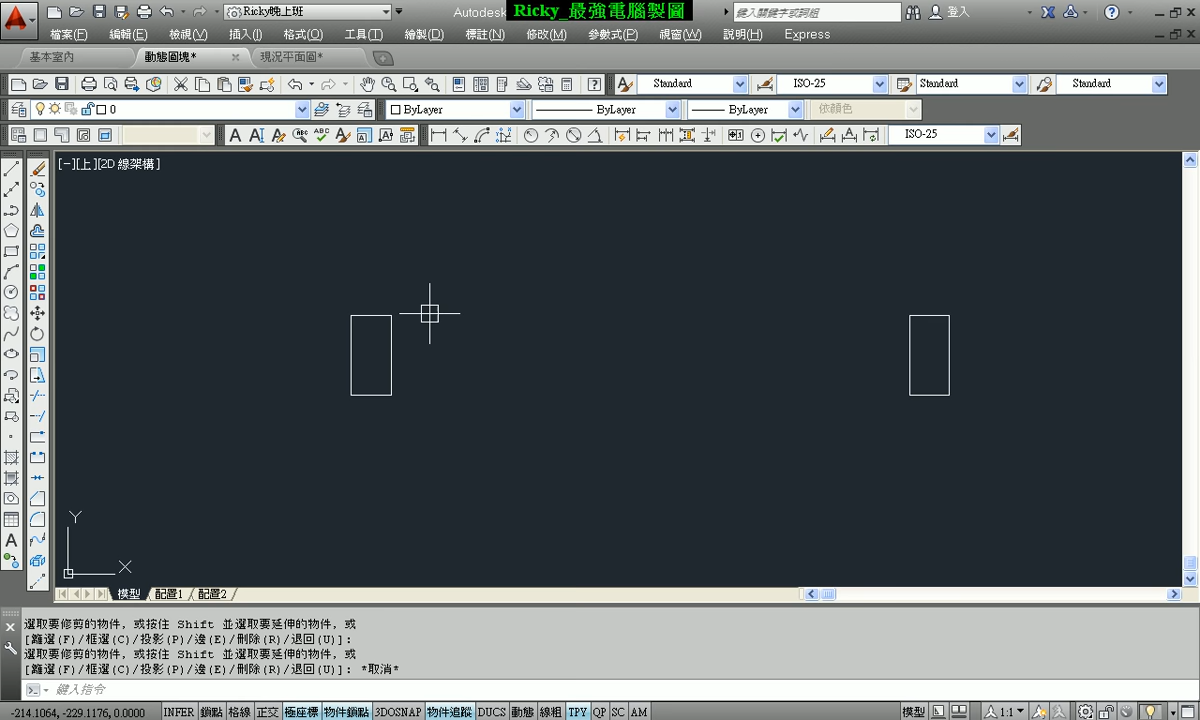 Ricky晚上班
Autodesk
Ricky_最強電腦製圖
鍵入關鍵字或詞組
登入
檔案(F) 編輯(E) 檢視(V) 插入(I) 格式(O) 工具(T) 繪製(D) 標註(N) 修改(M) 參數式(P) 視窗(W) 說明(H) Express
基本室內 動態圖塊* 現況平面圖*
Standard ISO-25 Standard Standard
0 ByLayer ByLayer ByLayer 依顏色
ISO-25
[−][上][2D 線架構]
Y
X
模型 配置1 配置2
選取要修剪的物件, 或按住 Shift 並選取要延伸的物件, 或
[籬選(F)/框選(C)/投影(P)/邊(E)/刪除(R)/退回(U)]:
選取要修剪的物件, 或按住 Shift 並選取要延伸的物件, 或
[籬選(F)/框選(C)/投影(P)/邊(E)/刪除(R)/退回(U)]: *取消*
鍵入指令
-214.1064, -229.1176, 0.0000 INFER 鎖點 格線 正交 極座標 物件鎖點 3DOSNAP 物件追蹤 DUCS 動態 線粗 TPY QP SC AM 模型 1:1